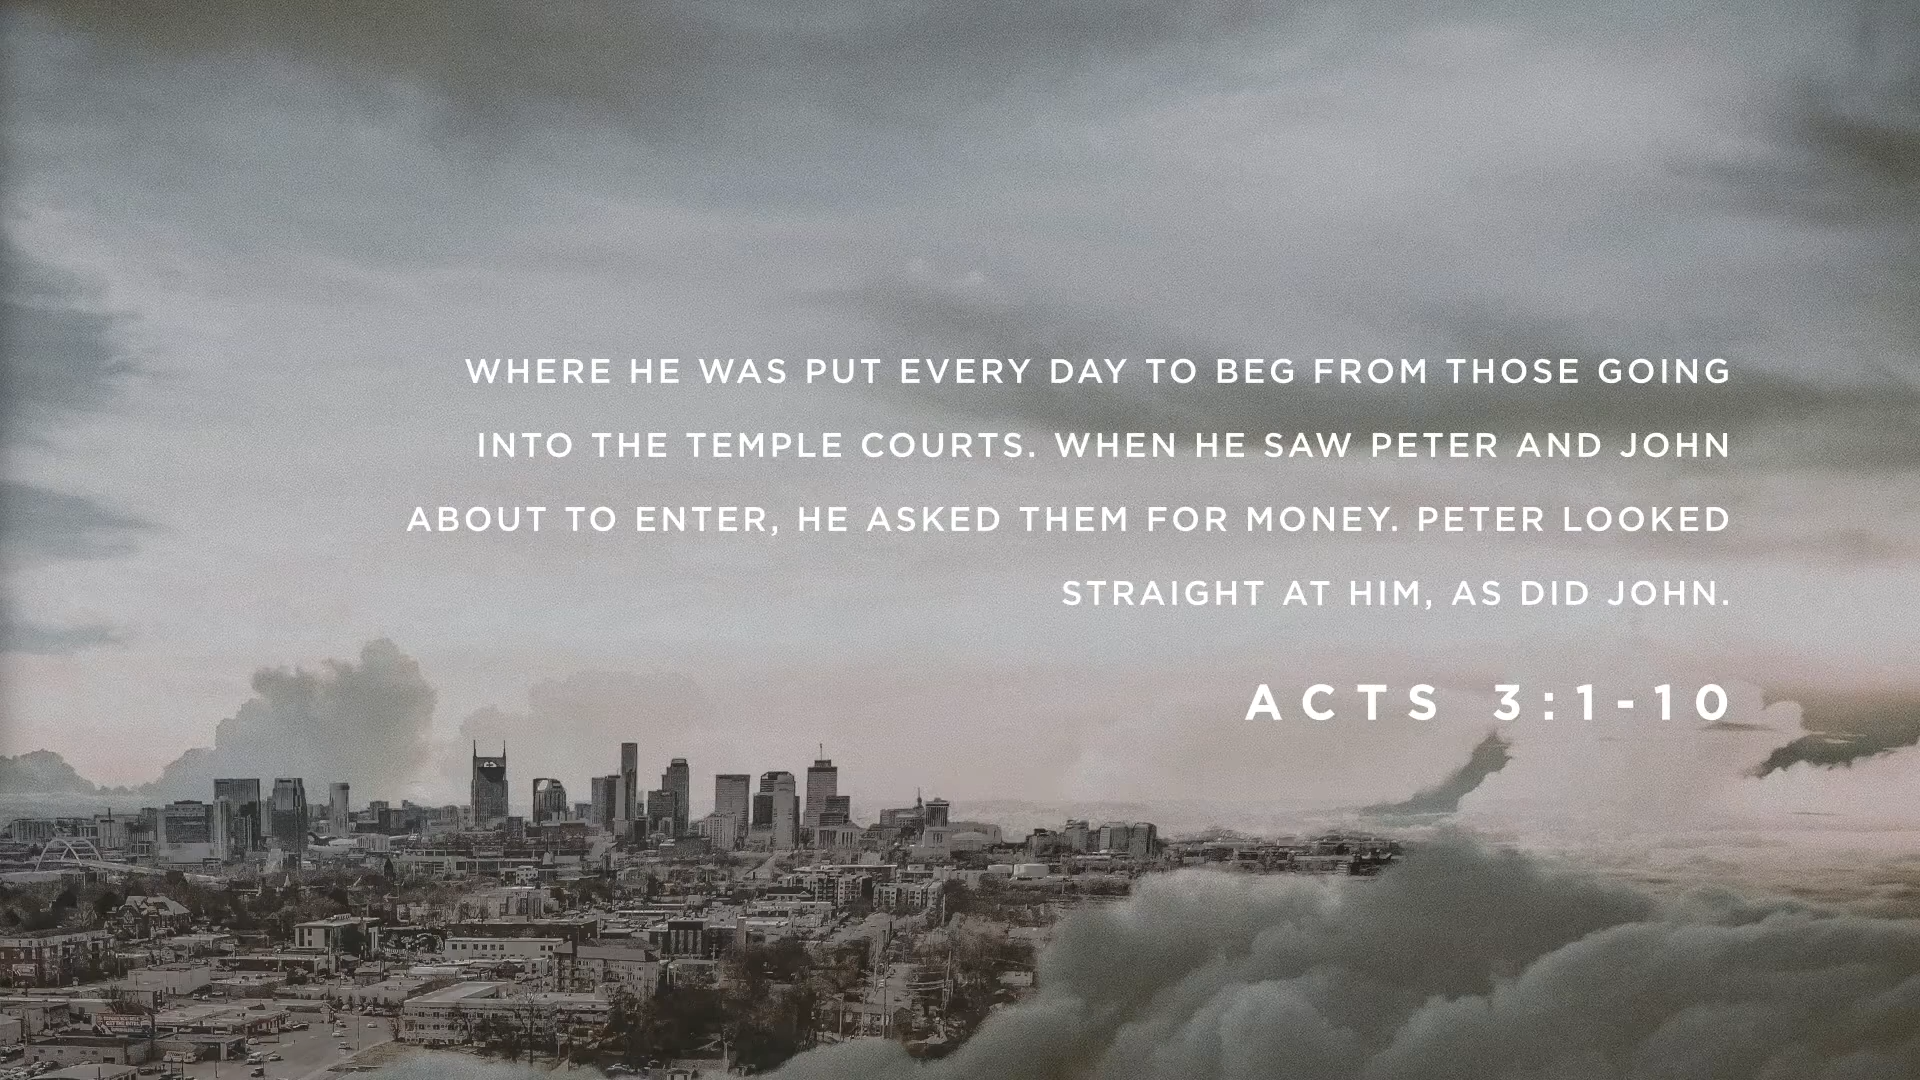 WHERE HE WAS PUT EVERY DAY TO BEG FROM THOSE GOING
INTO THE TEMPLE COURTS. WHEN HE SAW PETER AND JOHN
ABOUT TO ENTER, HE ASKED THEM FOR MONEY. PETER LOOKED
STRAIGHT AT HIM, AS DID JOHN.
ACTS 3:1-10